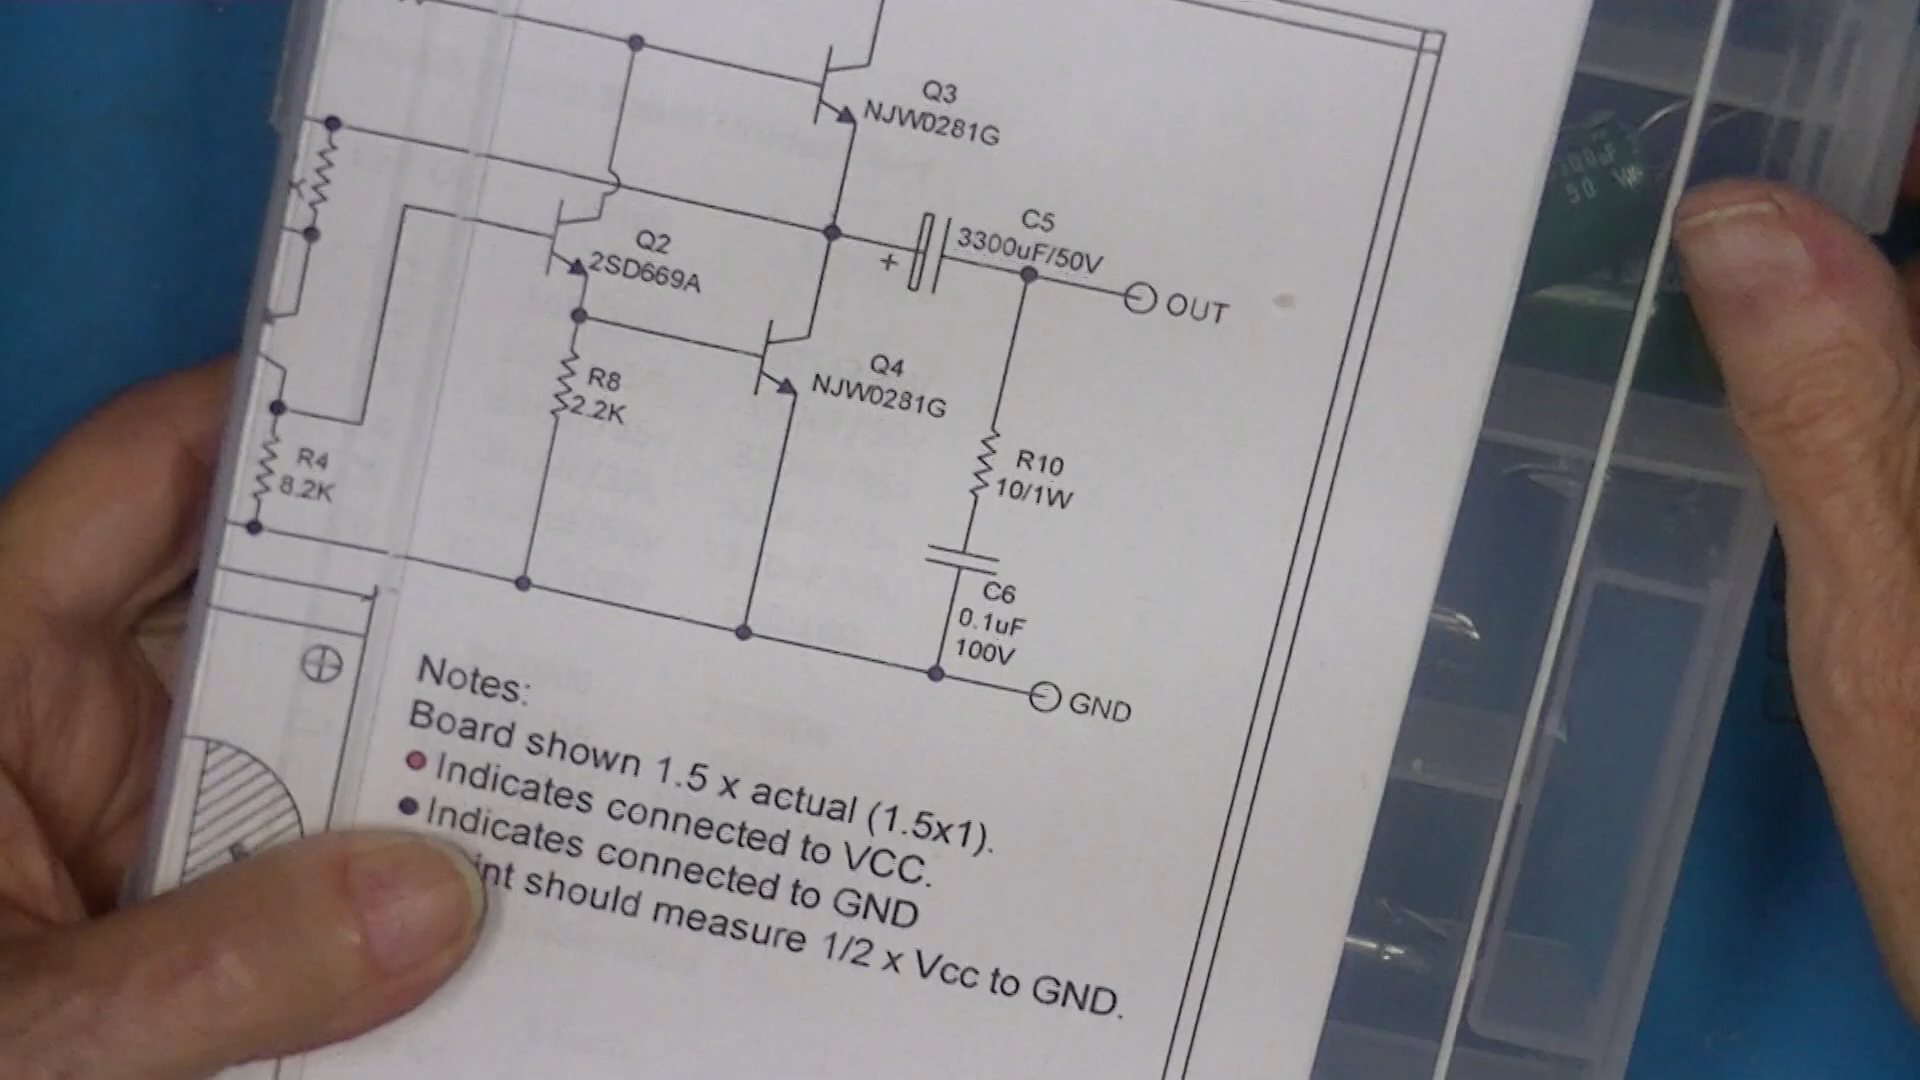 Q3
NJW0281G
C5
3300uF/50V
+
OUT
Q2
2SD669A
Q4
NJW0281G
R8
2.2K
R4
8.2K
R10
10/1W
C6
0.1uF
100V
GND
Notes:
Board shown 1.5 x actual (1.5x1).
Indicates connected to VCC.
Indicates connected to GND
should measure 1/2 x Vcc to GND.